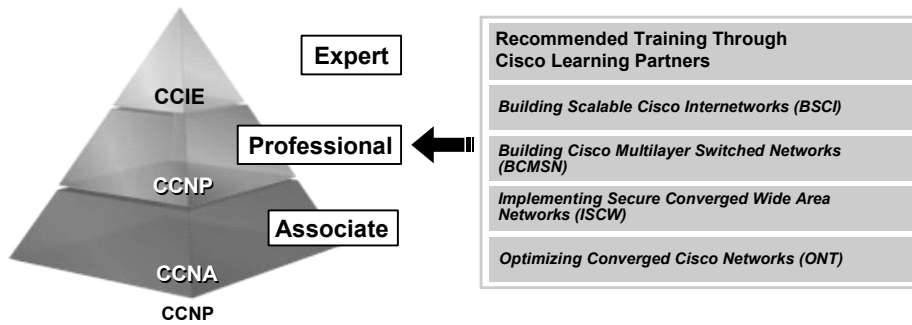 Expert
CCIE
Professional
CCNP
Associate
CCNA
CCNP
Recommended Training Through
Cisco Learning Partners
Building Scalable Cisco Internetworks (BSCI)
Building Cisco Multilayer Switched Networks
(BCMSN)
Implementing Secure Converged Wide Area
Networks (ISCW)
Optimizing Converged Cisco Networks (ONT)